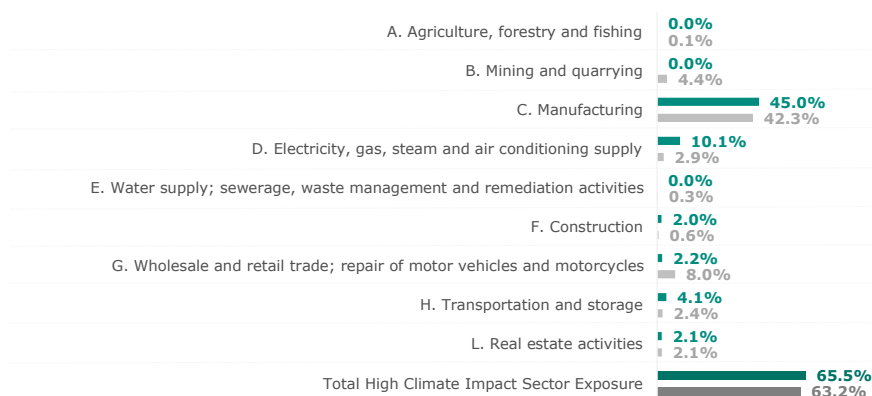 A. Agriculture, forestry and fishing
0.0%
0.1%
B. Mining and quarrying
0.0%
4.4%
C. Manufacturing
45.0%
42.3%
D. Electricity, gas, steam and air conditioning supply
10.1%
2.9%
E. Water supply; sewerage, waste management and remediation activities
0.0%
0.3%
F. Construction
2.0%
0.6%
G. Wholesale and retail trade; repair of motor vehicles and motorcycles
2.2%
8.0%
H. Transportation and storage
4.1%
2.4%
L. Real estate activities
2.1%
2.1%
Total High Climate Impact Sector Exposure
65.5%
63.2%